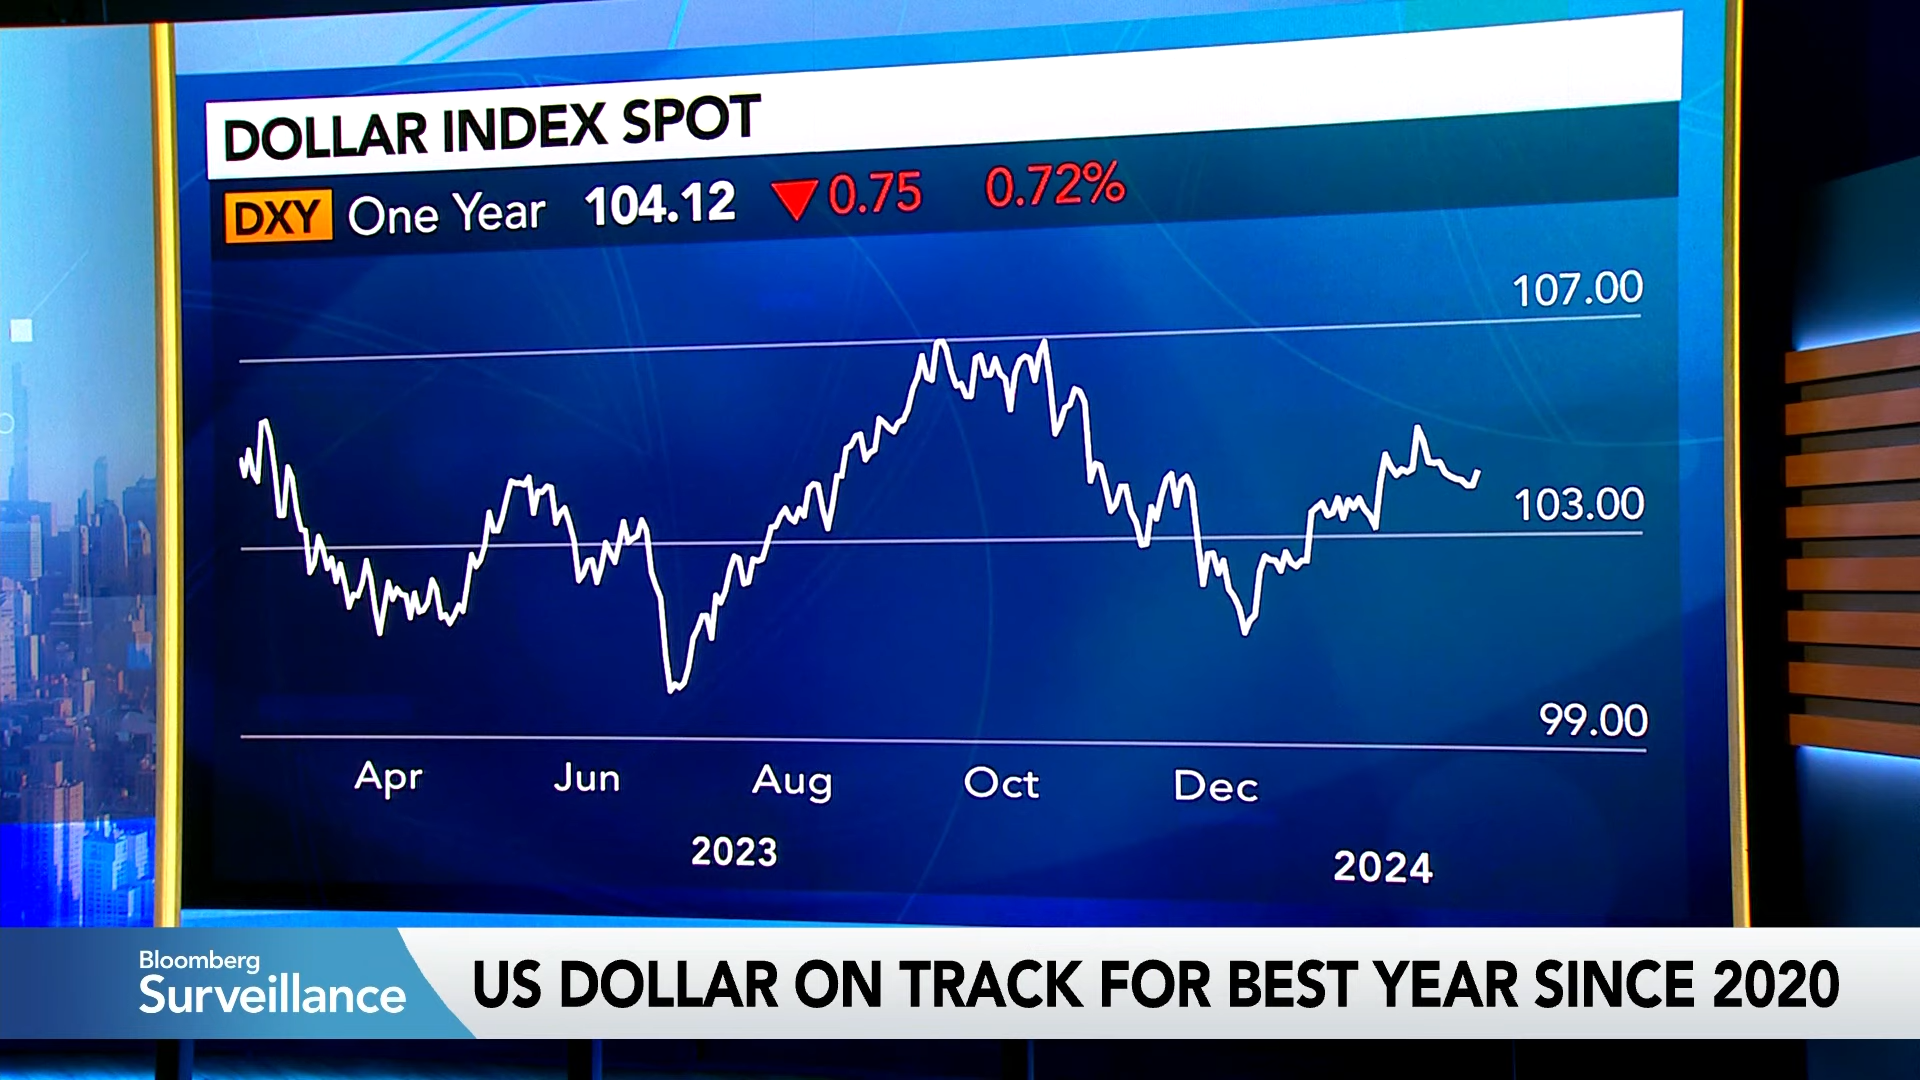 DOLLAR INDEX SPOT
DXY One Year 104.12 ▼0.75 0.72%
107.00
103.00
99.00
Apr Jun Aug Oct Dec
2023 2024
Bloomberg
Surveillance
US DOLLAR ON TRACK FOR BEST YEAR SINCE 2020